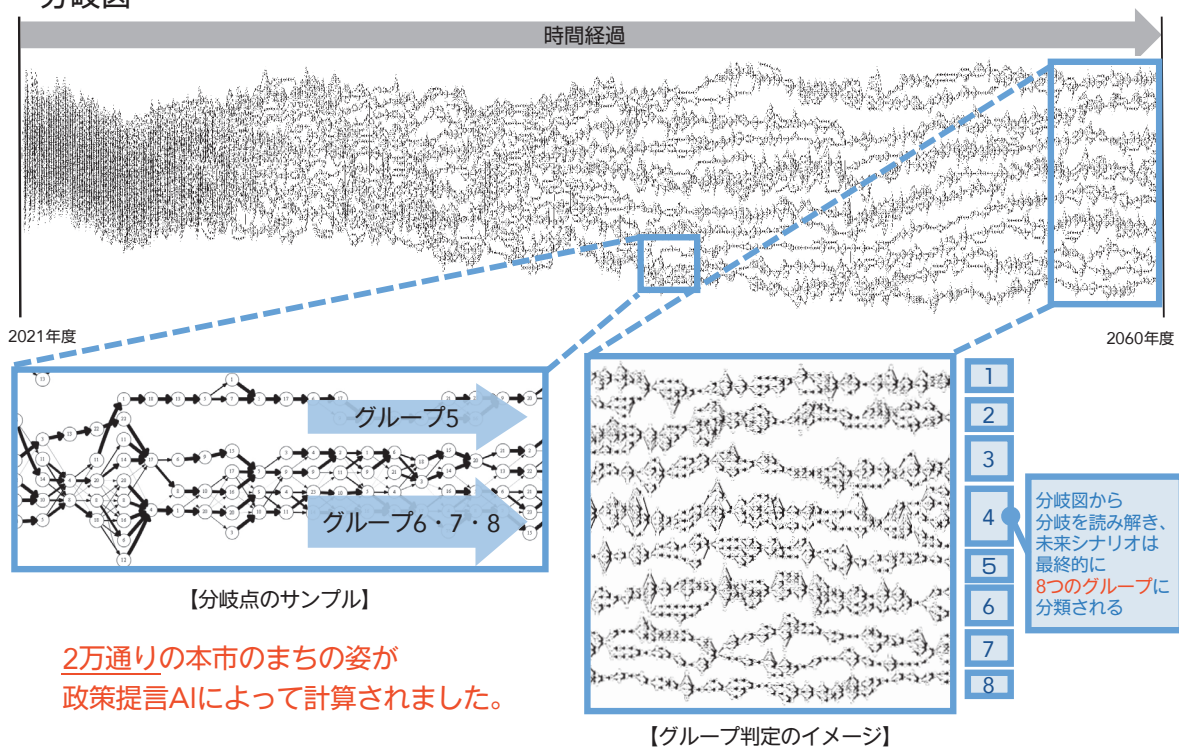 分岐図
時間経過
2021年度
2060年度
グループ5
グループ6・7・8
【分岐点のサンプル】
1
2
3
4
5
6
7
8
分岐図から
分岐を読み解き、
未来シナリオは
最終的に
8つのグループに
分類される
2万通りの本市のまちの姿が
政策提言AIによって計算されました。
【グループ判定のイメージ】